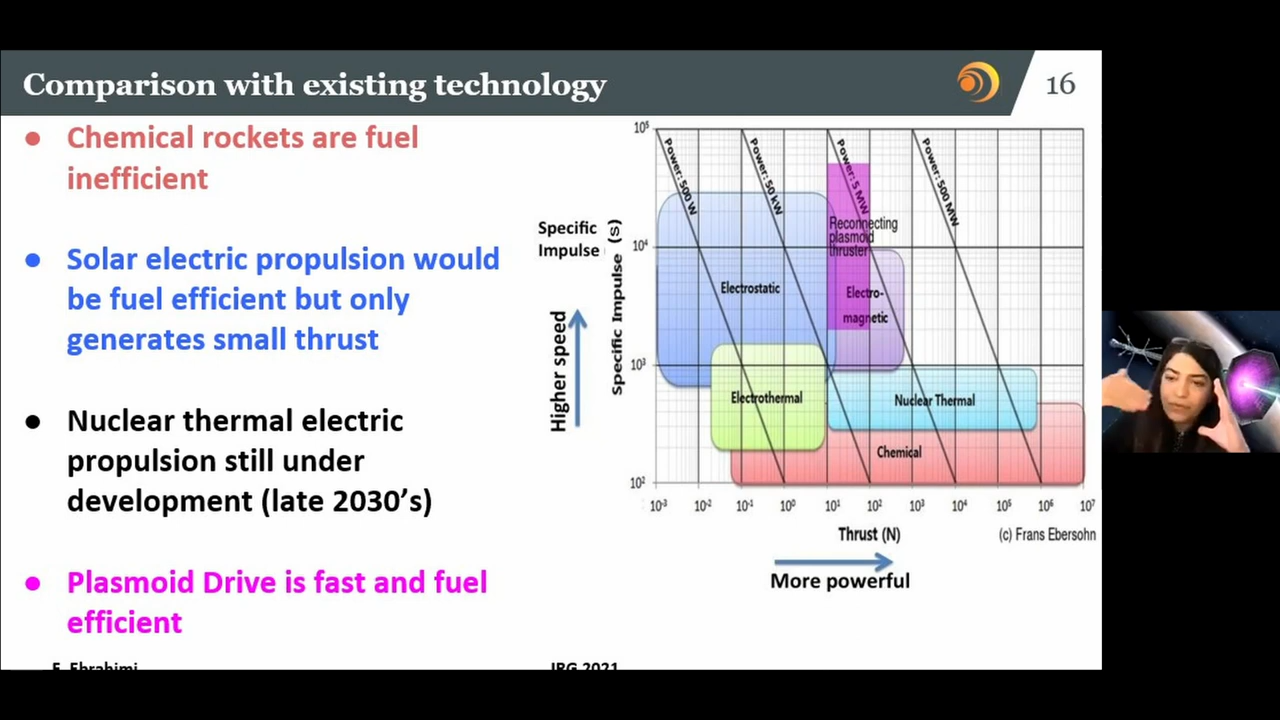 Comparison with existing technology
16
● Chemical rockets are fuel
inefficient
● Solar electric propulsion would
be fuel efficient but only
generates small thrust
● Nuclear thermal electric
propulsion still under
development (late 2030’s)
● Plasmoid Drive is fast and fuel
efficient
Specific
Impulse
Higher speed
Specific Impulse (s)
10⁵
10⁴
10³
10²
Power: 500 W
Power: 50 kW
Power: 5 MW
Power: 500 MW
Reconnecting
plasmoid
thruster
Electrostatic
Electro-
magnetic
Electrothermal
Nuclear Thermal
Chemical
10⁻³ 10⁻² 10⁻¹ 10⁰ 10¹ 10² 10³ 10⁴ 10⁵ 10⁶ 10⁷
Thrust (N)
(c) Frans Ebersohn
More powerful
F. Ebrahimi
2021